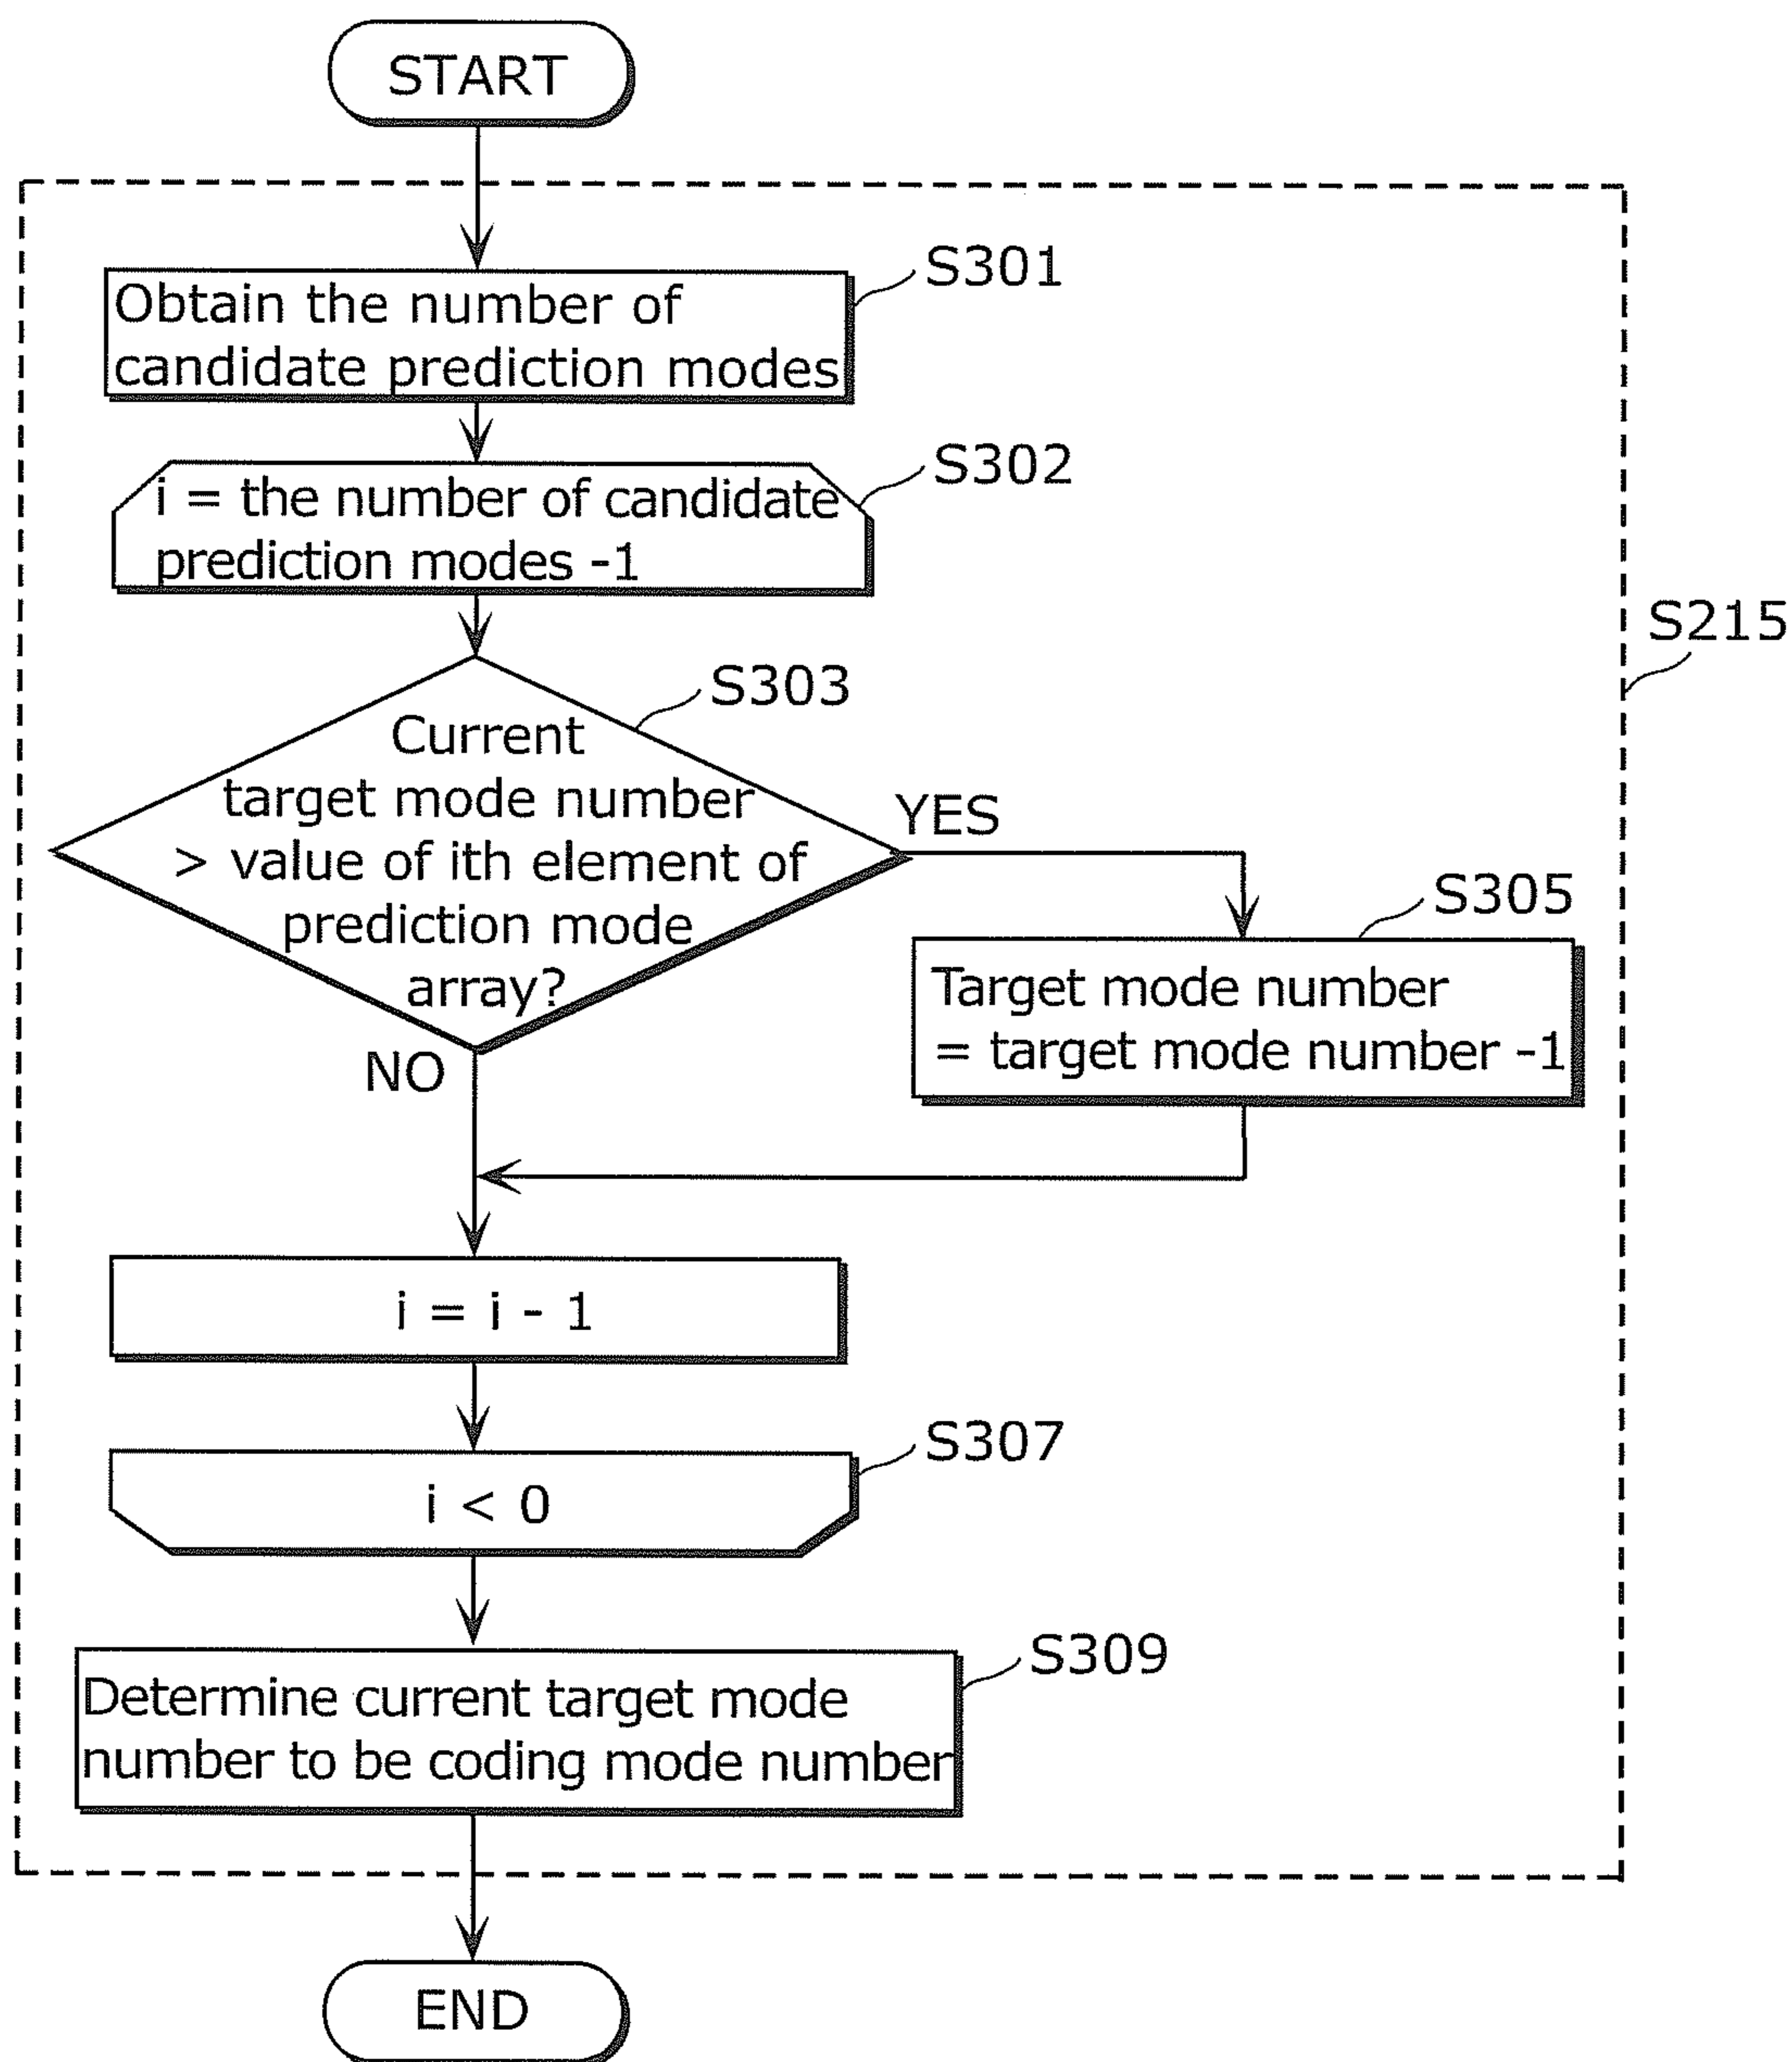 START
S301
Obtain the number of
candidate prediction modes
S302
i = the number of candidate
prediction modes -1
S215
S303
Current
target mode number
> value of ith element of
prediction mode
array?
YES
NO
S305
Target mode number
= target mode number -1
i = i - 1
S307
i < 0
S309
Determine current target mode
number to be coding mode number
END